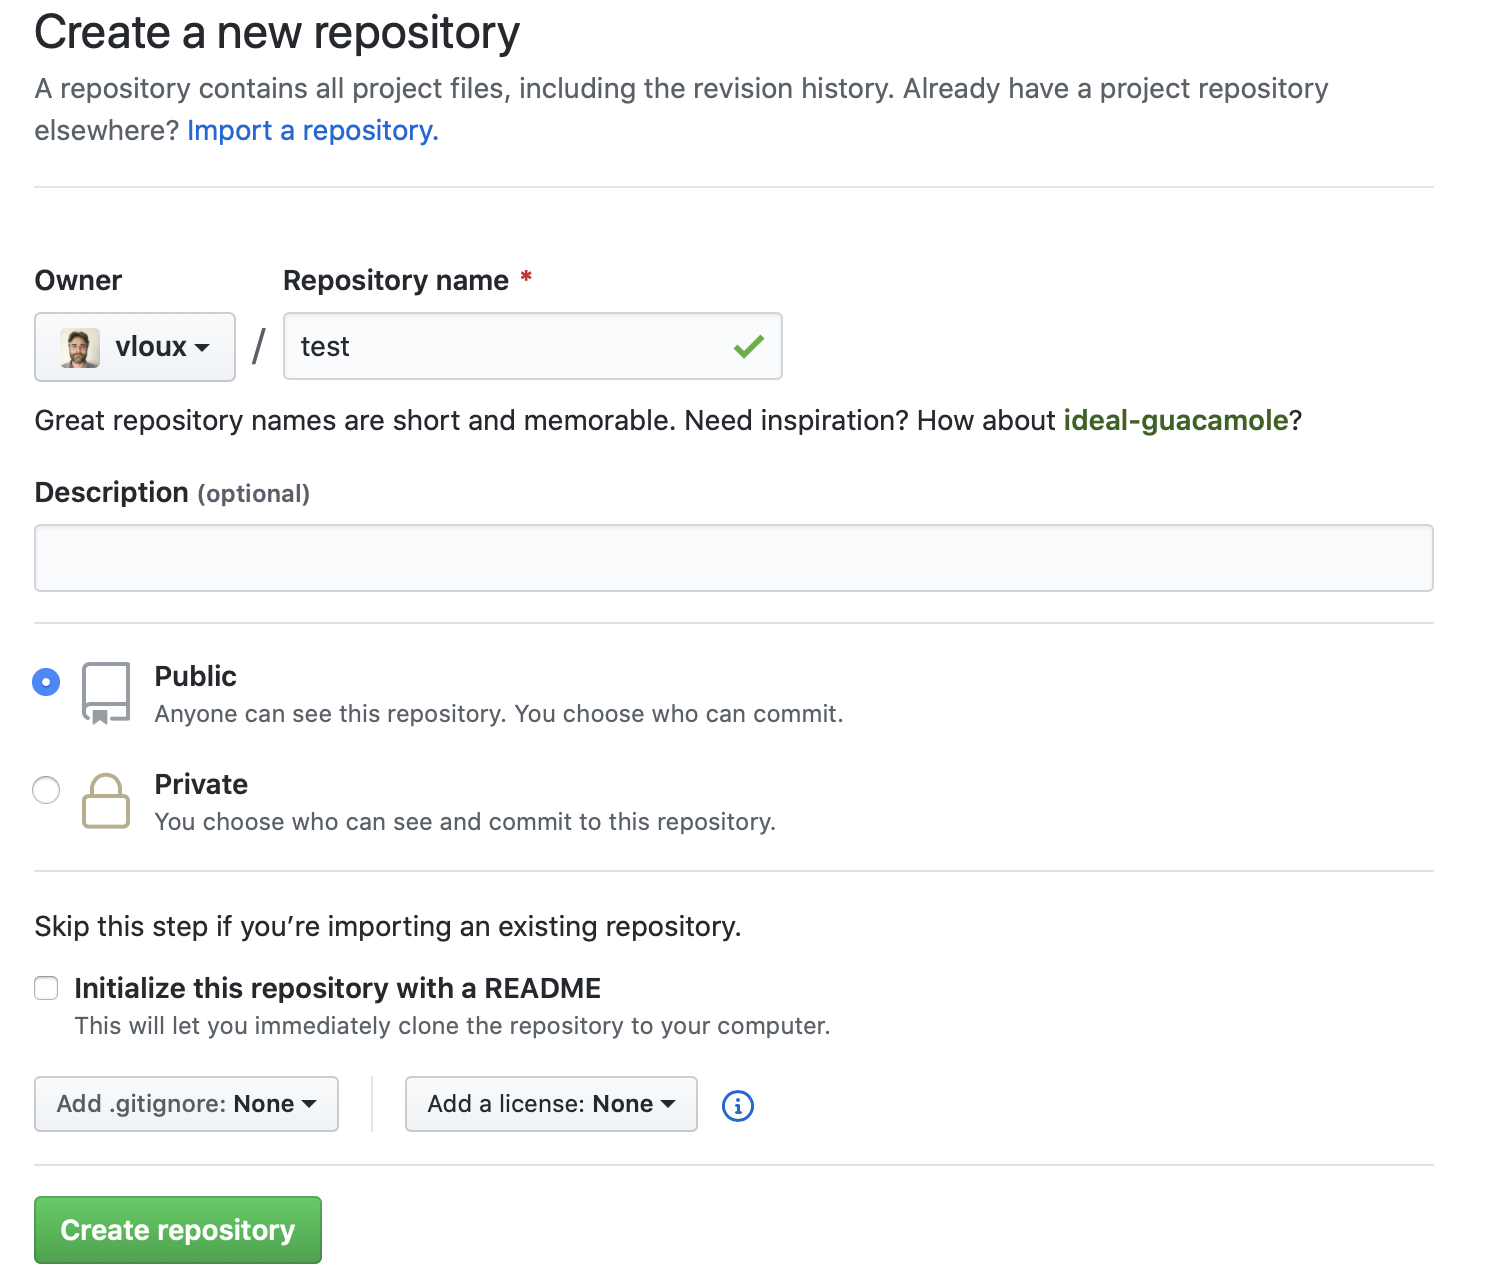 Create a new repository
A repository contains all project files, including the revision history. Already have a project repository
elsewhere? Import a repository.
Owner
Repository name *
vloux
/
test
Great repository names are short and memorable. Need inspiration? How about ideal-guacamole?
Description (optional)
Public
Anyone can see this repository. You choose who can commit.
Private
You choose who can see and commit to this repository.
Skip this step if you’re importing an existing repository.
Initialize this repository with a README
This will let you immediately clone the repository to your computer.
Add .gitignore: None
Add a license: None
Create repository